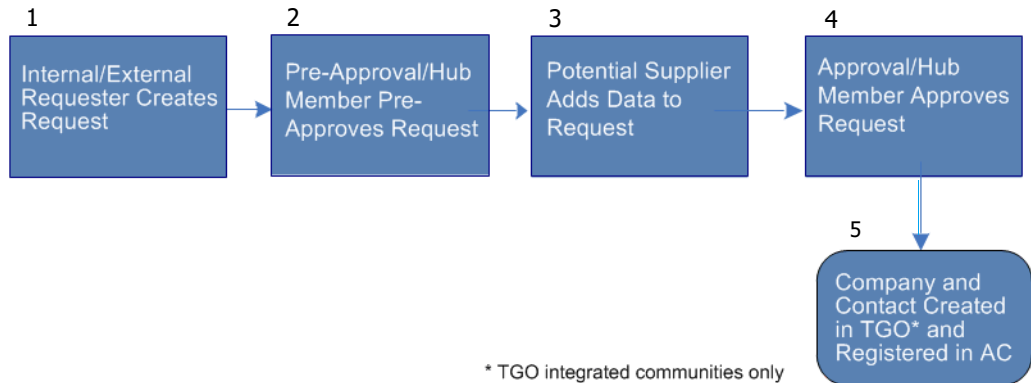 1
Internal/External
Requester Creates
Request
2
Pre-Approval/Hub
Member Pre-
Approves Request
3
Potential Supplier
Adds Data to
Request
4
Approval/Hub
Member Approves
Request
5
Company and
Contact Created
in TGO* and
Registered in AC
* TGO integrated communities only